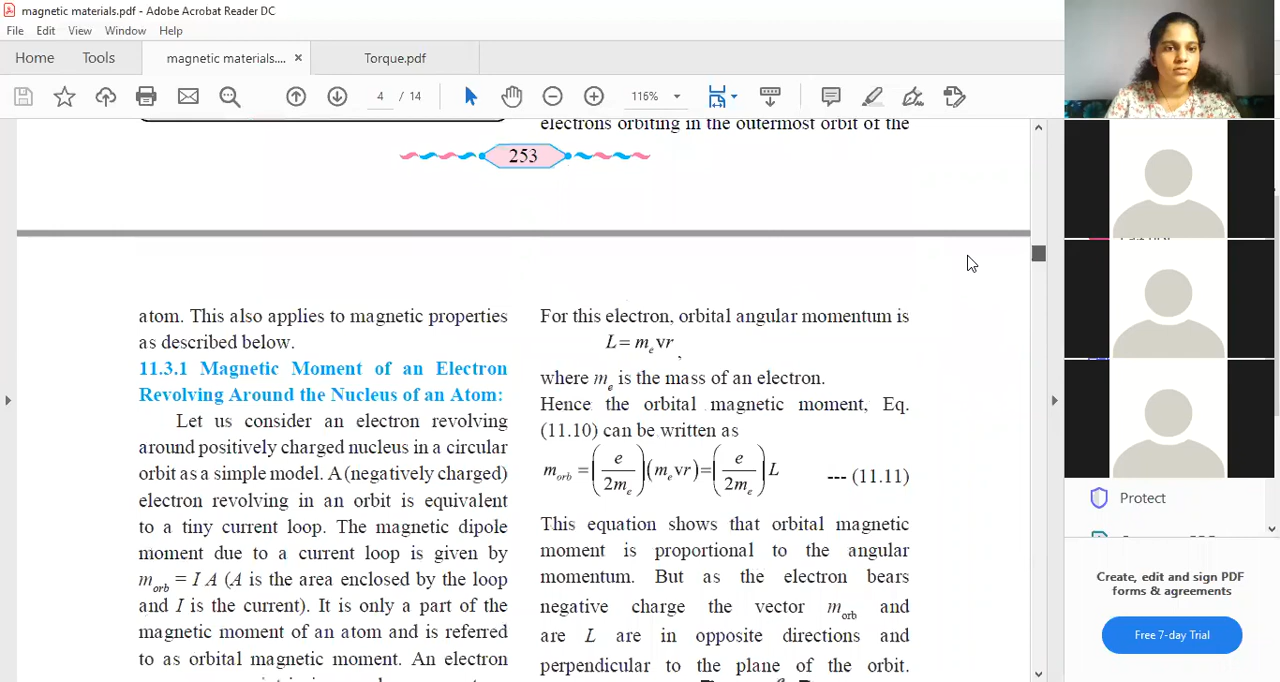 magnetic materials.pdf - Adobe Acrobat Reader DC
File Edit View Window Help
Home Tools magnetic materials.... × Torque.pdf
4 / 14 116%
electrons orbiting in the outermost orbit of the
253
atom. This also applies to magnetic properties
as described below.
11.3.1 Magnetic Moment of an Electron
Revolving Around the Nucleus of an Atom:
Let us consider an electron revolving
around positively charged nucleus in a circular
orbit as a simple model. A (negatively charged)
electron revolving in an orbit is equivalent
to a tiny current loop. The magnetic dipole
moment due to a current loop is given by
m_orb = I A (A is the area enclosed by the loop
and I is the current). It is only a part of the
magnetic moment of an atom and is referred
to as orbital magnetic moment. An electron
For this electron, orbital angular momentum is
L = m_e vr ,
where m_e is the mass of an electron.
Hence the orbital magnetic moment, Eq.
(11.10) can be written as
m_orb = (e/2m_e)(m_e vr) = (e/2m_e) L --- (11.11)
This equation shows that orbital magnetic
moment is proportional to the angular
momentum. But as the electron bears
negative charge the vector m_orb and
are L are in opposite directions and
perpendicular to the plane of the orbit.
Protect
Create, edit and sign PDF
forms & agreements
Free 7-day Trial